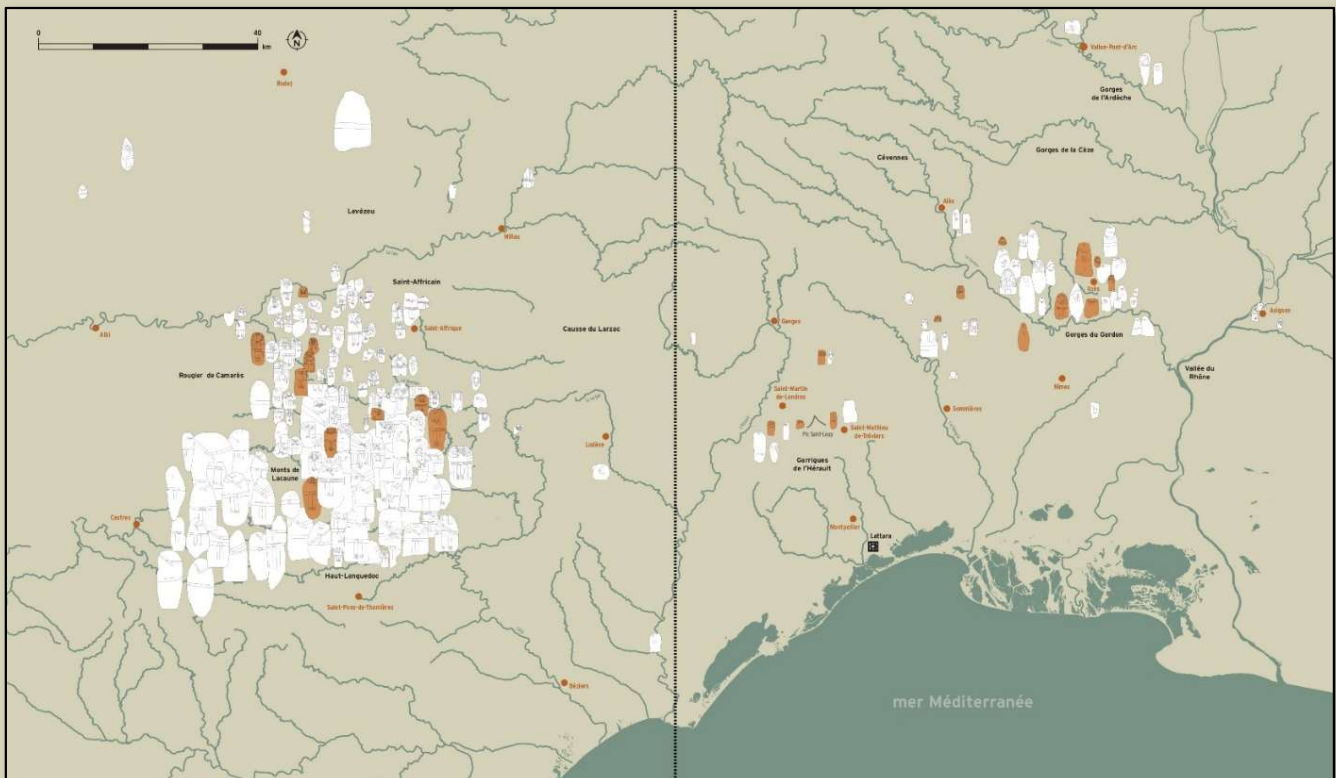 0
40
km
N
Rodez
Vallon-Pont-d'Arc
Gorges
de l'Ardèche
Cévennes
Gorges de la Cèze
Levézou
Alès
Millau
Saint-Affricain
Uzès
Avignon
Albi
Saint-Affrique
Causse du Larzac
Ganges
Gorges du Gardon
Rougier de Camarès
Vallée du
Rhône
Nîmes
Saint-Martin
de-Londres
Sommières
Pic Saint-Loup
Saint-Mathieu
de-Tréviers
Lodève
Garrigues
de l'Hérault
Monts de
Lacaune
Castres
Montpellier
Lattara
Haut-Languedoc
Saint-Pons-de-Thomières
Béziers
mer Méditerranée